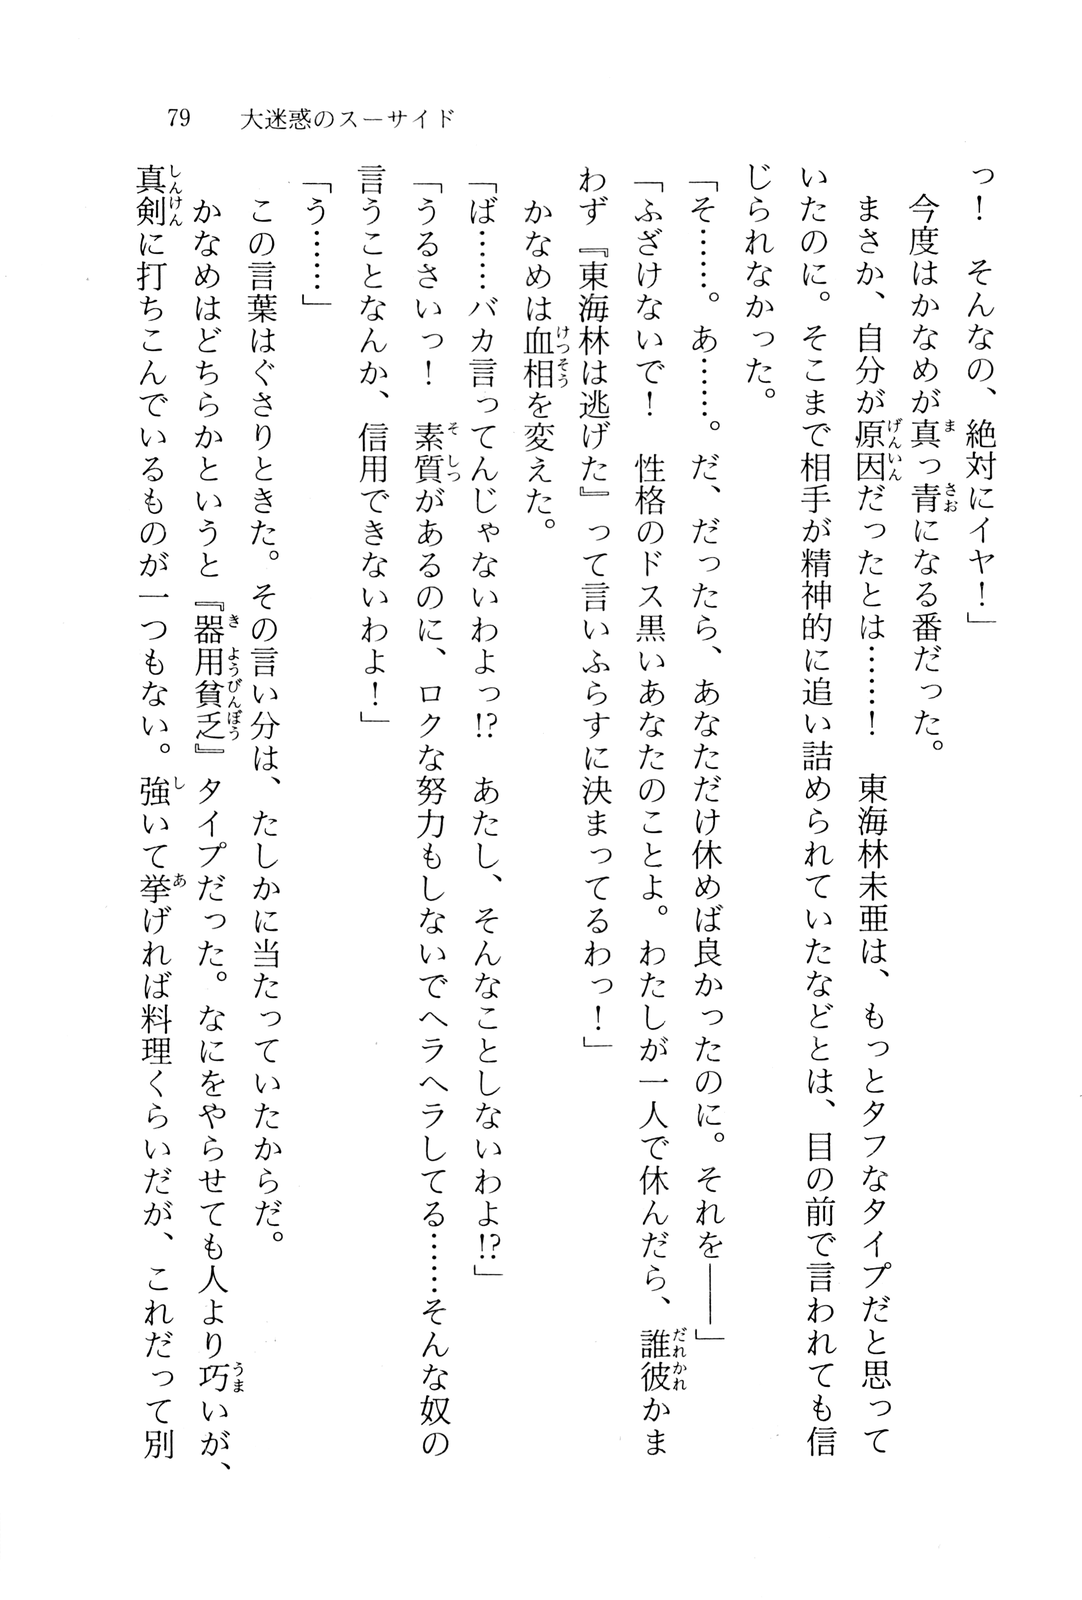 79　大迷惑のスーサイド
っ！　そんなの、絶対にイヤ！」
　今度はかなめが真っ青になる番だった。
　まさか、自分が原因だったとは……！　東海林未亜は、もっとタフなタイプだと思って
いたのに。そこまで相手が精神的に追い詰められていたなどとは、目の前で言われても信
じられなかった。
「そ……。あ……。だ、だったら、あなただけ休めば良かったのに。それを――」
「ふざけないで！　性格のドス黒いあなたのことよ。わたしが一人で休んだら、誰彼かま
わず『東海林は逃げた』って言いふらすに決まってるわっ！」
　かなめは血相を変えた。
「ば……バカ言ってんじゃないわよっ!?　あたし、そんなことしないわよ!?」
「うるさいっ！　素質があるのに、ロクな努力もしないでヘラヘラしてる……そんな奴の
言うことなんか、信用できないわよ！」
「う……」
　この言葉はぐさりときた。その言い分は、たしかに当たっていたからだ。
　かなめはどちらかというと『器用貧乏』タイプだった。なにをやらせても人より巧いが、
真剣に打ちこんでいるものが一つもない。強いて挙げれば料理くらいだが、これだって別